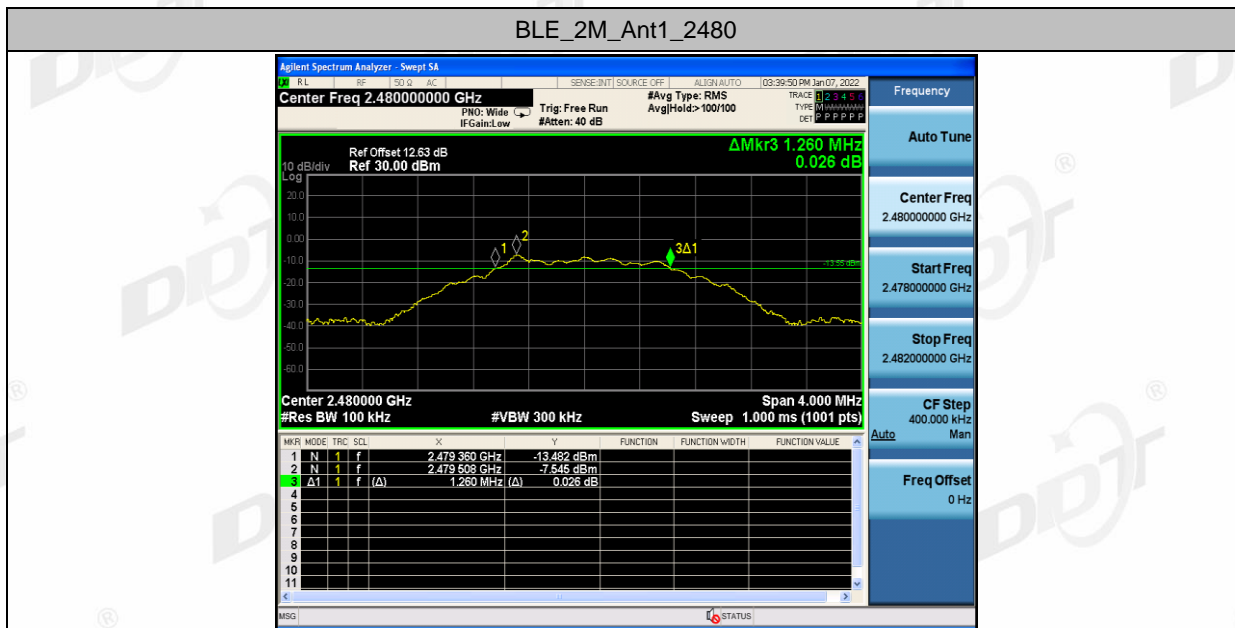 BLE_2M_Ant1_2480
Agilent Spectrum Analyzer - Swept SA
RL RF 50 Ω AC SENSE:INT SOURCE OFF ALIGN AUTO 03:39:50 PM Jan 07, 2022
Center Freq 2.480000000 GHz
PNO: Wide
IFGain:Low
Trig: Free Run
#Atten: 40 dB
#Avg Type: RMS
Avg|Hold:>100/100
TRACE 1 2 3 4 5 6
TYPE M
DET P P P P P P
ΔMkr3 1.260 MHz
0.026 dB
Ref Offset 12.63 dB
10 dB/div Ref 30.00 dBm
Log
20.0
10.0
0.00
-10.0
-20.0
-30.0
-40.0
-50.0
-60.0
1
2
3Δ1
Center 2.480000 GHz Span 4.000 MHz
#Res BW 100 kHz #VBW 300 kHz Sweep 1.000 ms (1001 pts)
MKR MODE TRC SCL X Y FUNCTION FUNCTION WIDTH FUNCTION VALUE
1 N 1 f 2.479 360 GHz -13.482 dBm
2 N 1 f 2.479 508 GHz -7.545 dBm
3 Δ1 1 f (Δ) 1.260 MHz (Δ) 0.026 dB
4
5
6
7
8
9
10
11
MSG STATUS
Frequency
Auto Tune
Center Freq
2.480000000 GHz
Start Freq
2.478000000 GHz
Stop Freq
2.482000000 GHz
CF Step
400.000 kHz
Auto Man
Freq Offset
0 Hz